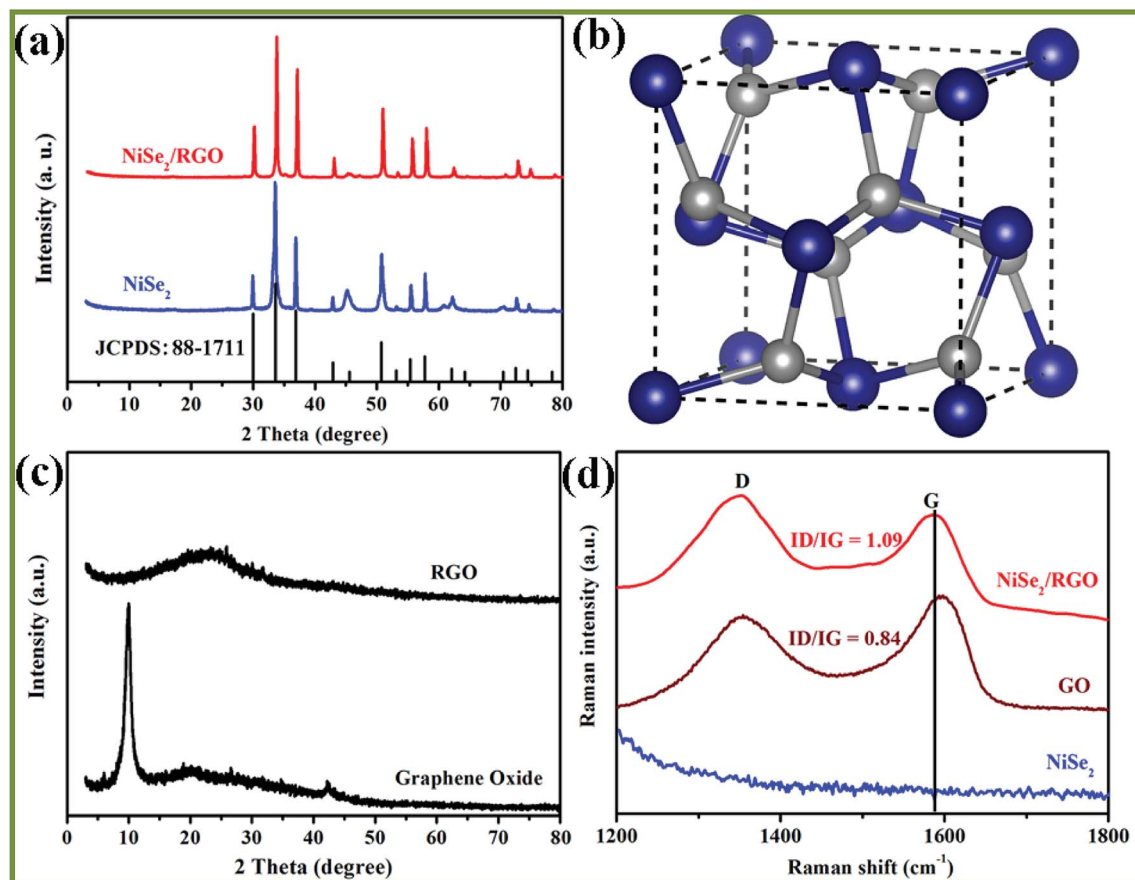 (a)
NiSe₂/RGO
NiSe₂
JCPDS: 88-1711
Intensity (a. u.)
0 10 20 30 40 50 60 70 80
2 Theta (degree)
(b)
(c)
RGO
Graphene Oxide
Intensity (a.u.)
0 10 20 30 40 50 60 70 80
2 Theta (degree)
(d)
D
G
ID/IG = 1.09
NiSe₂/RGO
ID/IG = 0.84
GO
NiSe₂
Raman intensity (a.u.)
1200 1400 1600 1800
Raman shift (cm⁻¹)